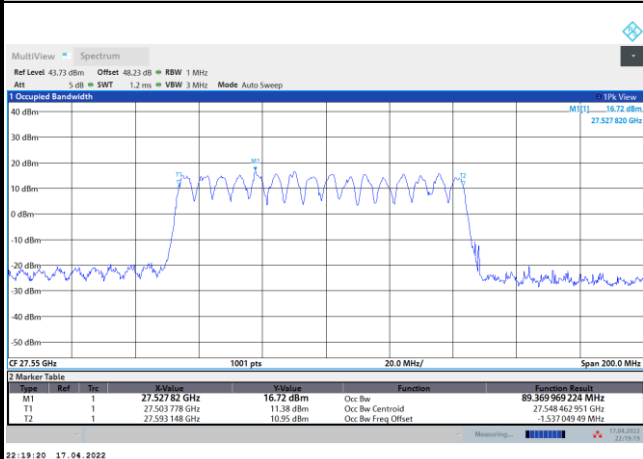 MultiView Spectrum
Ref Level 43.73 dBm Offset 48.23 dB RBW 1 MHz
Att 5 dB SWT 1.2 ms VBW 3 MHz Mode Auto Sweep
1 Occupied Bandwidth 1Pk View
M1[1] 16.72 dBm
27.527 820 GHz
40 dBm
30 dBm
20 dBm
M1
T1
T2
10 dBm
0 dBm
-10 dBm
-20 dBm
-30 dBm
-40 dBm
-50 dBm
CF 27.55 GHz 1001 pts 20.0 MHz/ Span 200.0 MHz
2 Marker Table
Type Ref Trc X-Value Y-Value Function Function Result
M1 1 27.527 82 GHz 16.72 dBm Occ Bw 89.369 969 224 MHz
T1 1 27.503 778 GHz 11.38 dBm Occ Bw Centroid 27.548 462 951 GHz
T2 1 27.593 148 GHz 10.95 dBm Occ Bw Freq Offset -1.537 049 49 MHz
Measuring... 17.04.2022
22:19:19
22:19:20 17.04.2022